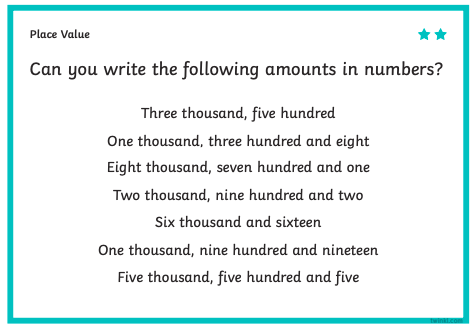 Place Value
Can you write the following amounts in numbers?
Three thousand, five hundred
One thousand, three hundred and eight
Eight thousand, seven hundred and one
Two thousand, nine hundred and two
Six thousand and sixteen
One thousand, nine hundred and nineteen
Five thousand, five hundred and five
twinkl.com